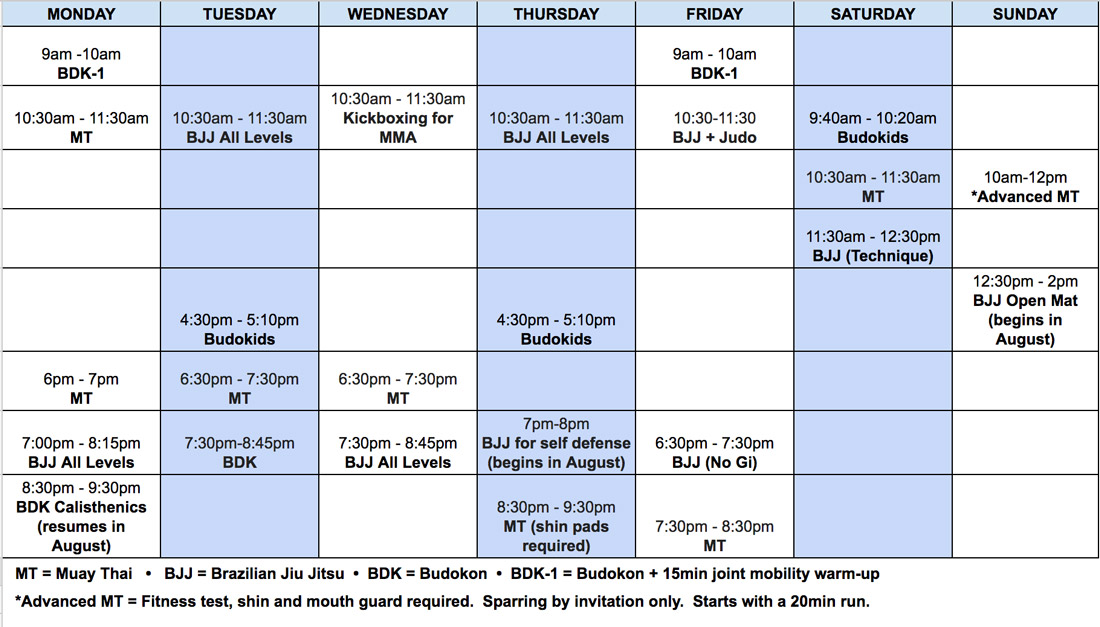 MONDAY TUESDAY WEDNESDAY THURSDAY FRIDAY SATURDAY SUNDAY
9am -10am
BDK-1
9am - 10am
BDK-1
10:30am - 11:30am
MT
10:30am - 11:30am
BJJ All Levels
10:30am - 11:30am
Kickboxing for
MMA
10:30am - 11:30am
BJJ All Levels
10:30-11:30
BJJ + Judo
9:40am - 10:20am
Budokids
10:30am - 11:30am
MT
10am-12pm
*Advanced MT
11:30am - 12:30pm
BJJ (Technique)
4:30pm - 5:10pm
Budokids
4:30pm - 5:10pm
Budokids
12:30pm - 2pm
BJJ Open Mat
(begins in
August)
6pm - 7pm
MT
6:30pm - 7:30pm
MT
6:30pm - 7:30pm
MT
7:00pm - 8:15pm
BJJ All Levels
7:30pm-8:45pm
BDK
7:30pm - 8:45pm
BJJ All Levels
7pm-8pm
BJJ for self defense
(begins in August)
6:30pm - 7:30pm
BJJ (No Gi)
8:30pm - 9:30pm
BDK Calisthenics
(resumes in
August)
8:30pm - 9:30pm
MT (shin pads
required)
7:30pm - 8:30pm
MT
MT = Muay Thai • BJJ = Brazilian Jiu Jitsu • BDK = Budokon • BDK-1 = Budokon + 15min joint mobility warm-up
*Advanced MT = Fitness test, shin and mouth guard required. Sparring by invitation only. Starts with a 20min run.